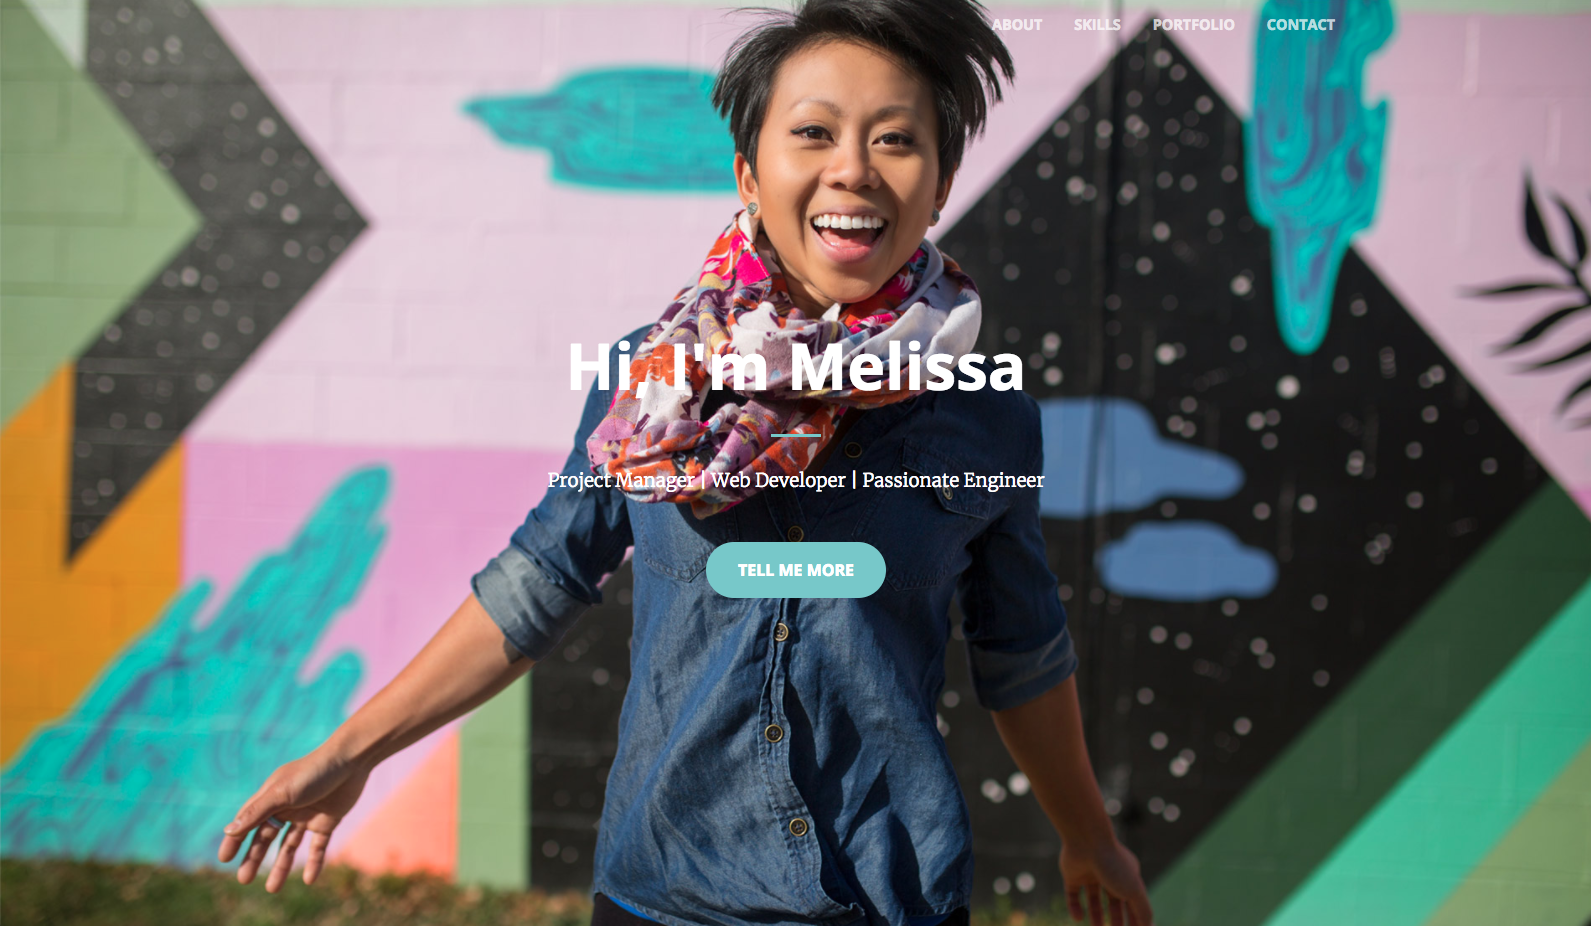 ABOUT SKILLS PORTFOLIO CONTACT
Hi, I'm Melissa
Project Manager | Web Developer | Passionate Engineer
TELL ME MORE